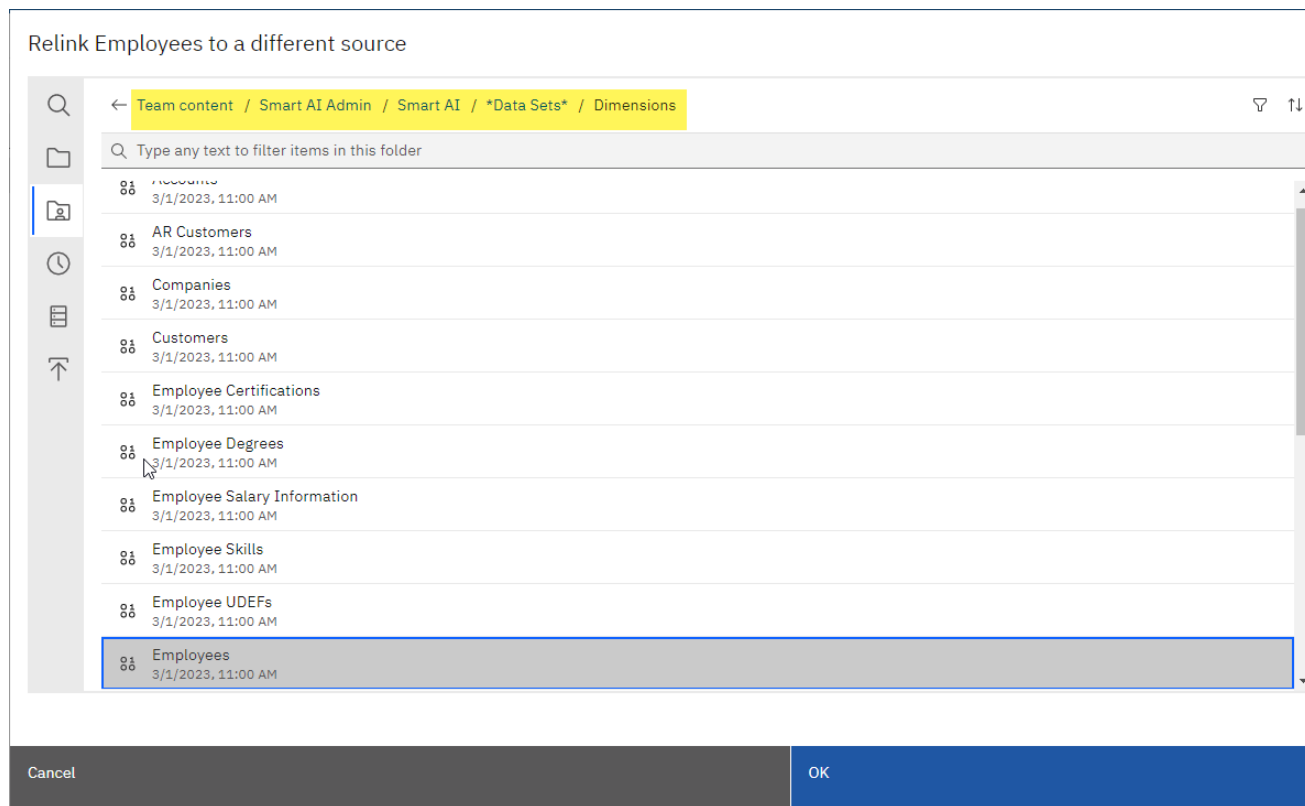 Relink Employees to a different source
Team content / Smart AI Admin / Smart AI / *Data Sets* / Dimensions
Type any text to filter items in this folder
Accounts
3/1/2023, 11:00 AM
AR Customers
3/1/2023, 11:00 AM
Companies
3/1/2023, 11:00 AM
Customers
3/1/2023, 11:00 AM
Employee Certifications
3/1/2023, 11:00 AM
Employee Degrees
3/1/2023, 11:00 AM
Employee Salary Information
3/1/2023, 11:00 AM
Employee Skills
3/1/2023, 11:00 AM
Employee UDEFs
3/1/2023, 11:00 AM
Employees
3/1/2023, 11:00 AM
Cancel
OK